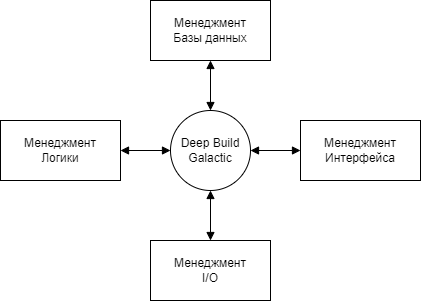 Менеджмент
Базы данных
Менеджмент
Логики
Deep Build
Galactic
Менеджмент
Интерфейса
Менеджмент
I/O